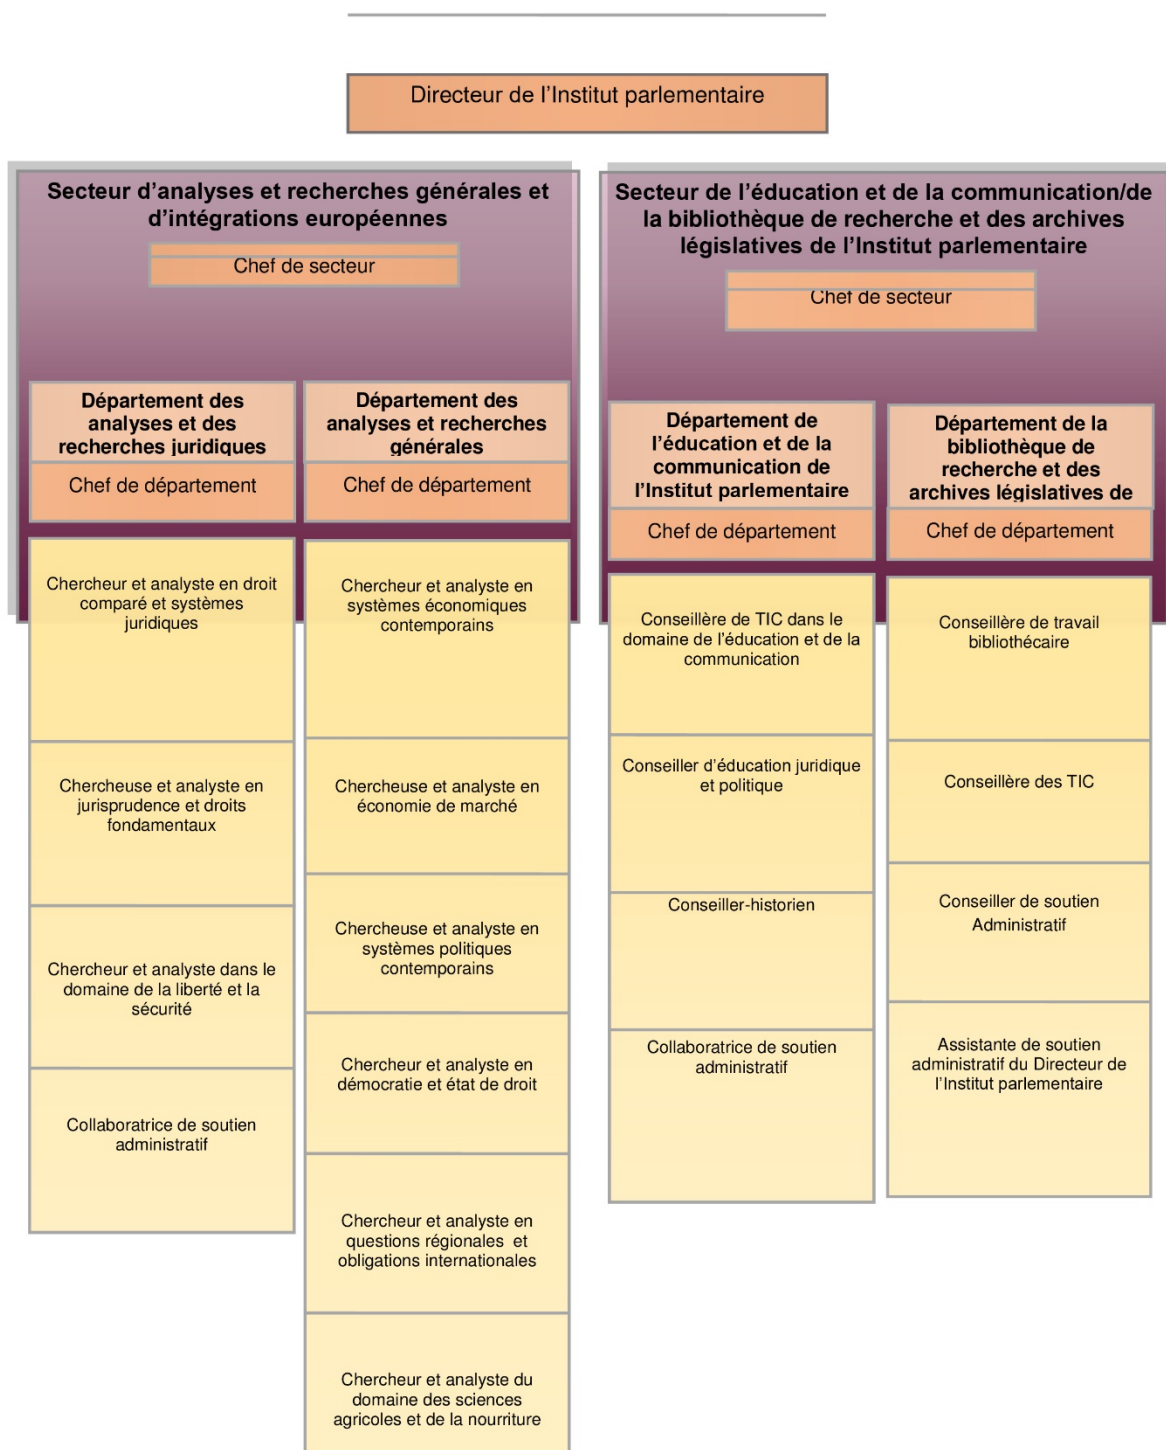 Directeur de l'Institut parlementaire
Secteur d'analyses et recherches générales et
d'intégrations européennes
Chef de secteur
Département des
analyses et des
recherches juridiques
Chef de département
Chercheur et analyste en droit
comparé et systèmes
juridiques
Chercheuse et analyste en
jurisprudence et droits
fondamentaux
Chercheur et analyste dans le
domaine de la liberté et la
sécurité
Collaboratrice de soutien
administratif
Département des
analyses et recherches
générales
Chef de département
Chercheur et analyste en
systèmes économiques
contemporains
Chercheuse et analyste en
économie de marché
Chercheuse et analyste en
systèmes politiques
contemporains
Chercheur et analyste en
démocratie et état de droit
Chercheur et analyste en
questions régionales et
obligations internationales
Chercheur et analyste du
domaine des sciences
agricoles et de la nourriture
Secteur de l'éducation et de la communication/de
la bibliothèque de recherche et des archives
législatives de l'Institut parlementaire
Chef de secteur
Département de
l'éducation et de la
communication de
l'Institut parlementaire
Chef de département
Conseillère de TIC dans le
domaine de l'éducation et de la
communication
Conseiller d'éducation juridique
et politique
Conseiller-historien
Collaboratrice de soutien
administratif
Département de la
bibliothèque de
recherche et des
archives législatives de
Chef de département
Conseillère de travail
bibliothécaire
Conseillère des TIC
Conseiller de soutien
Administratif
Assistante de soutien
administratif du Directeur de
l'Institut parlementaire